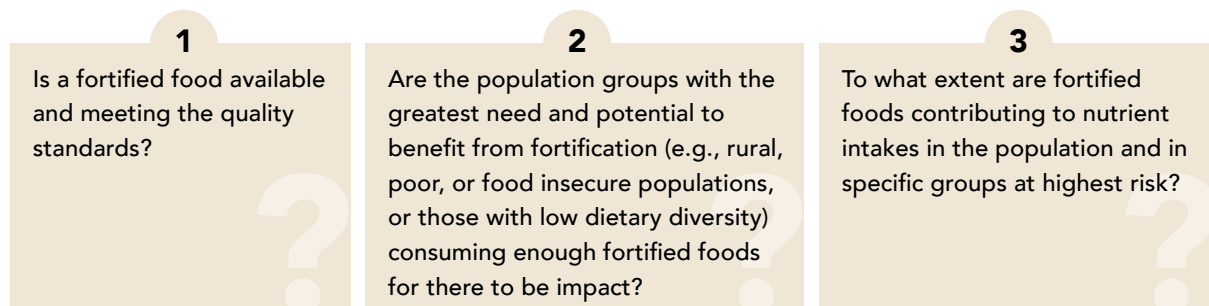 1
Is a fortified food available
and meeting the quality
standards?
2
Are the population groups with the
greatest need and potential to
benefit from fortification (e.g., rural,
poor, or food insecure populations,
or those with low dietary diversity)
consuming enough fortified foods
for there to be impact?
3
To what extent are fortified
foods contributing to nutrient
intakes in the population and in
specific groups at highest risk?
?
?
?